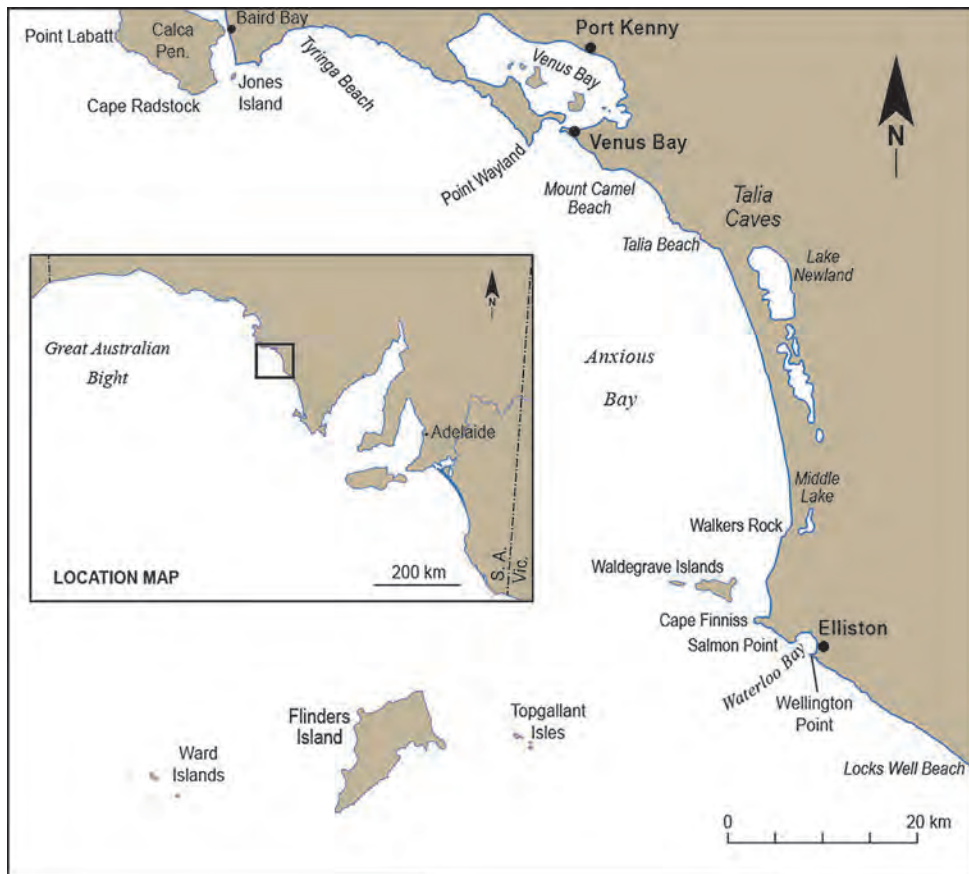 Point Labatt
Calca
Pen.
Baird Bay
Cape Radstock
Jones
Island
Tyringa Beach
Port Kenny
Venus Bay
Venus Bay
Point Wayland
Mount Camel
Beach
N
Talia
Caves
Talia Beach
Lake
Newland
Anxious
Bay
Middle
Lake
Walkers Rock
Waldegrave Islands
Cape Finniss
Salmon Point
Elliston
Waterloo Bay
Wellington
Point
Locks Well Beach
Great Australian
Bight
N
Adelaide
S. A.
Vic.
LOCATION MAP
200 km
Flinders
Island
Topgallant
Isles
Ward
Islands
0 20 km